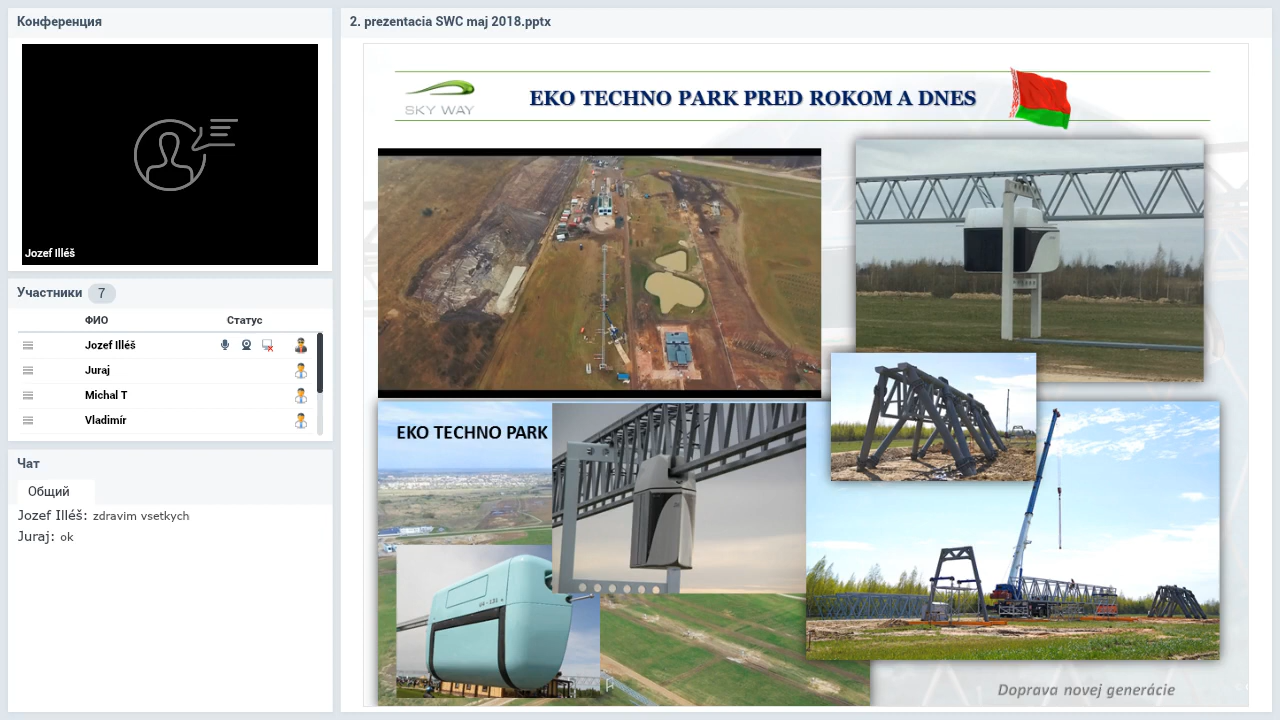 Конференция
Jozef Illéš
Участники 7
ФИО Статус
Jozef Illéš
Juraj
Michal T
Vladimír
Чат
Общий
Jozef Illéš: zdravim vsetkych
Juraj: ok
2. prezentacia SWC maj 2018.pptx
SKY WAY
EKO TECHNO PARK PRED ROKOM A DNES
EKO TECHNO PARK
Doprava novej generácie